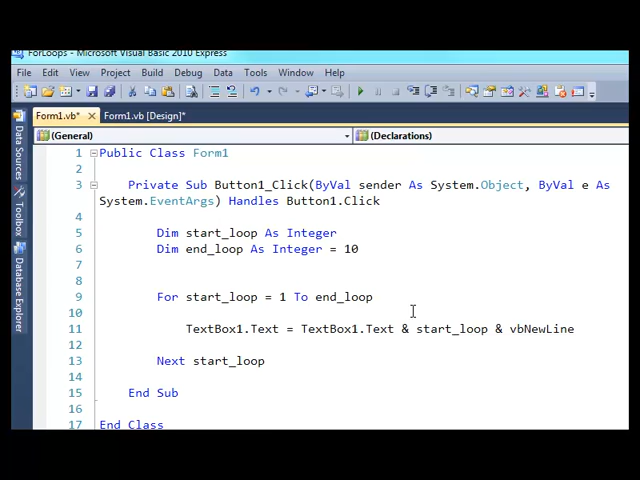 ForLoops - Microsoft Visual Basic 2010 Express
File Edit View Project Build Debug Data Tools Window Help
Form1.vb* × Form1.vb [Design]*
(General) (Declarations)
Data Sources
Toolbox
Database Explorer
1 Public Class Form1
2
3 Private Sub Button1_Click(ByVal sender As System.Object, ByVal e As
System.EventArgs) Handles Button1.Click
4
5 Dim start_loop As Integer
6 Dim end_loop As Integer = 10
7
8
9 For start_loop = 1 To end_loop
10
11 TextBox1.Text = TextBox1.Text & start_loop & vbNewLine
12
13 Next start_loop
14
15 End Sub
16
17 End Class